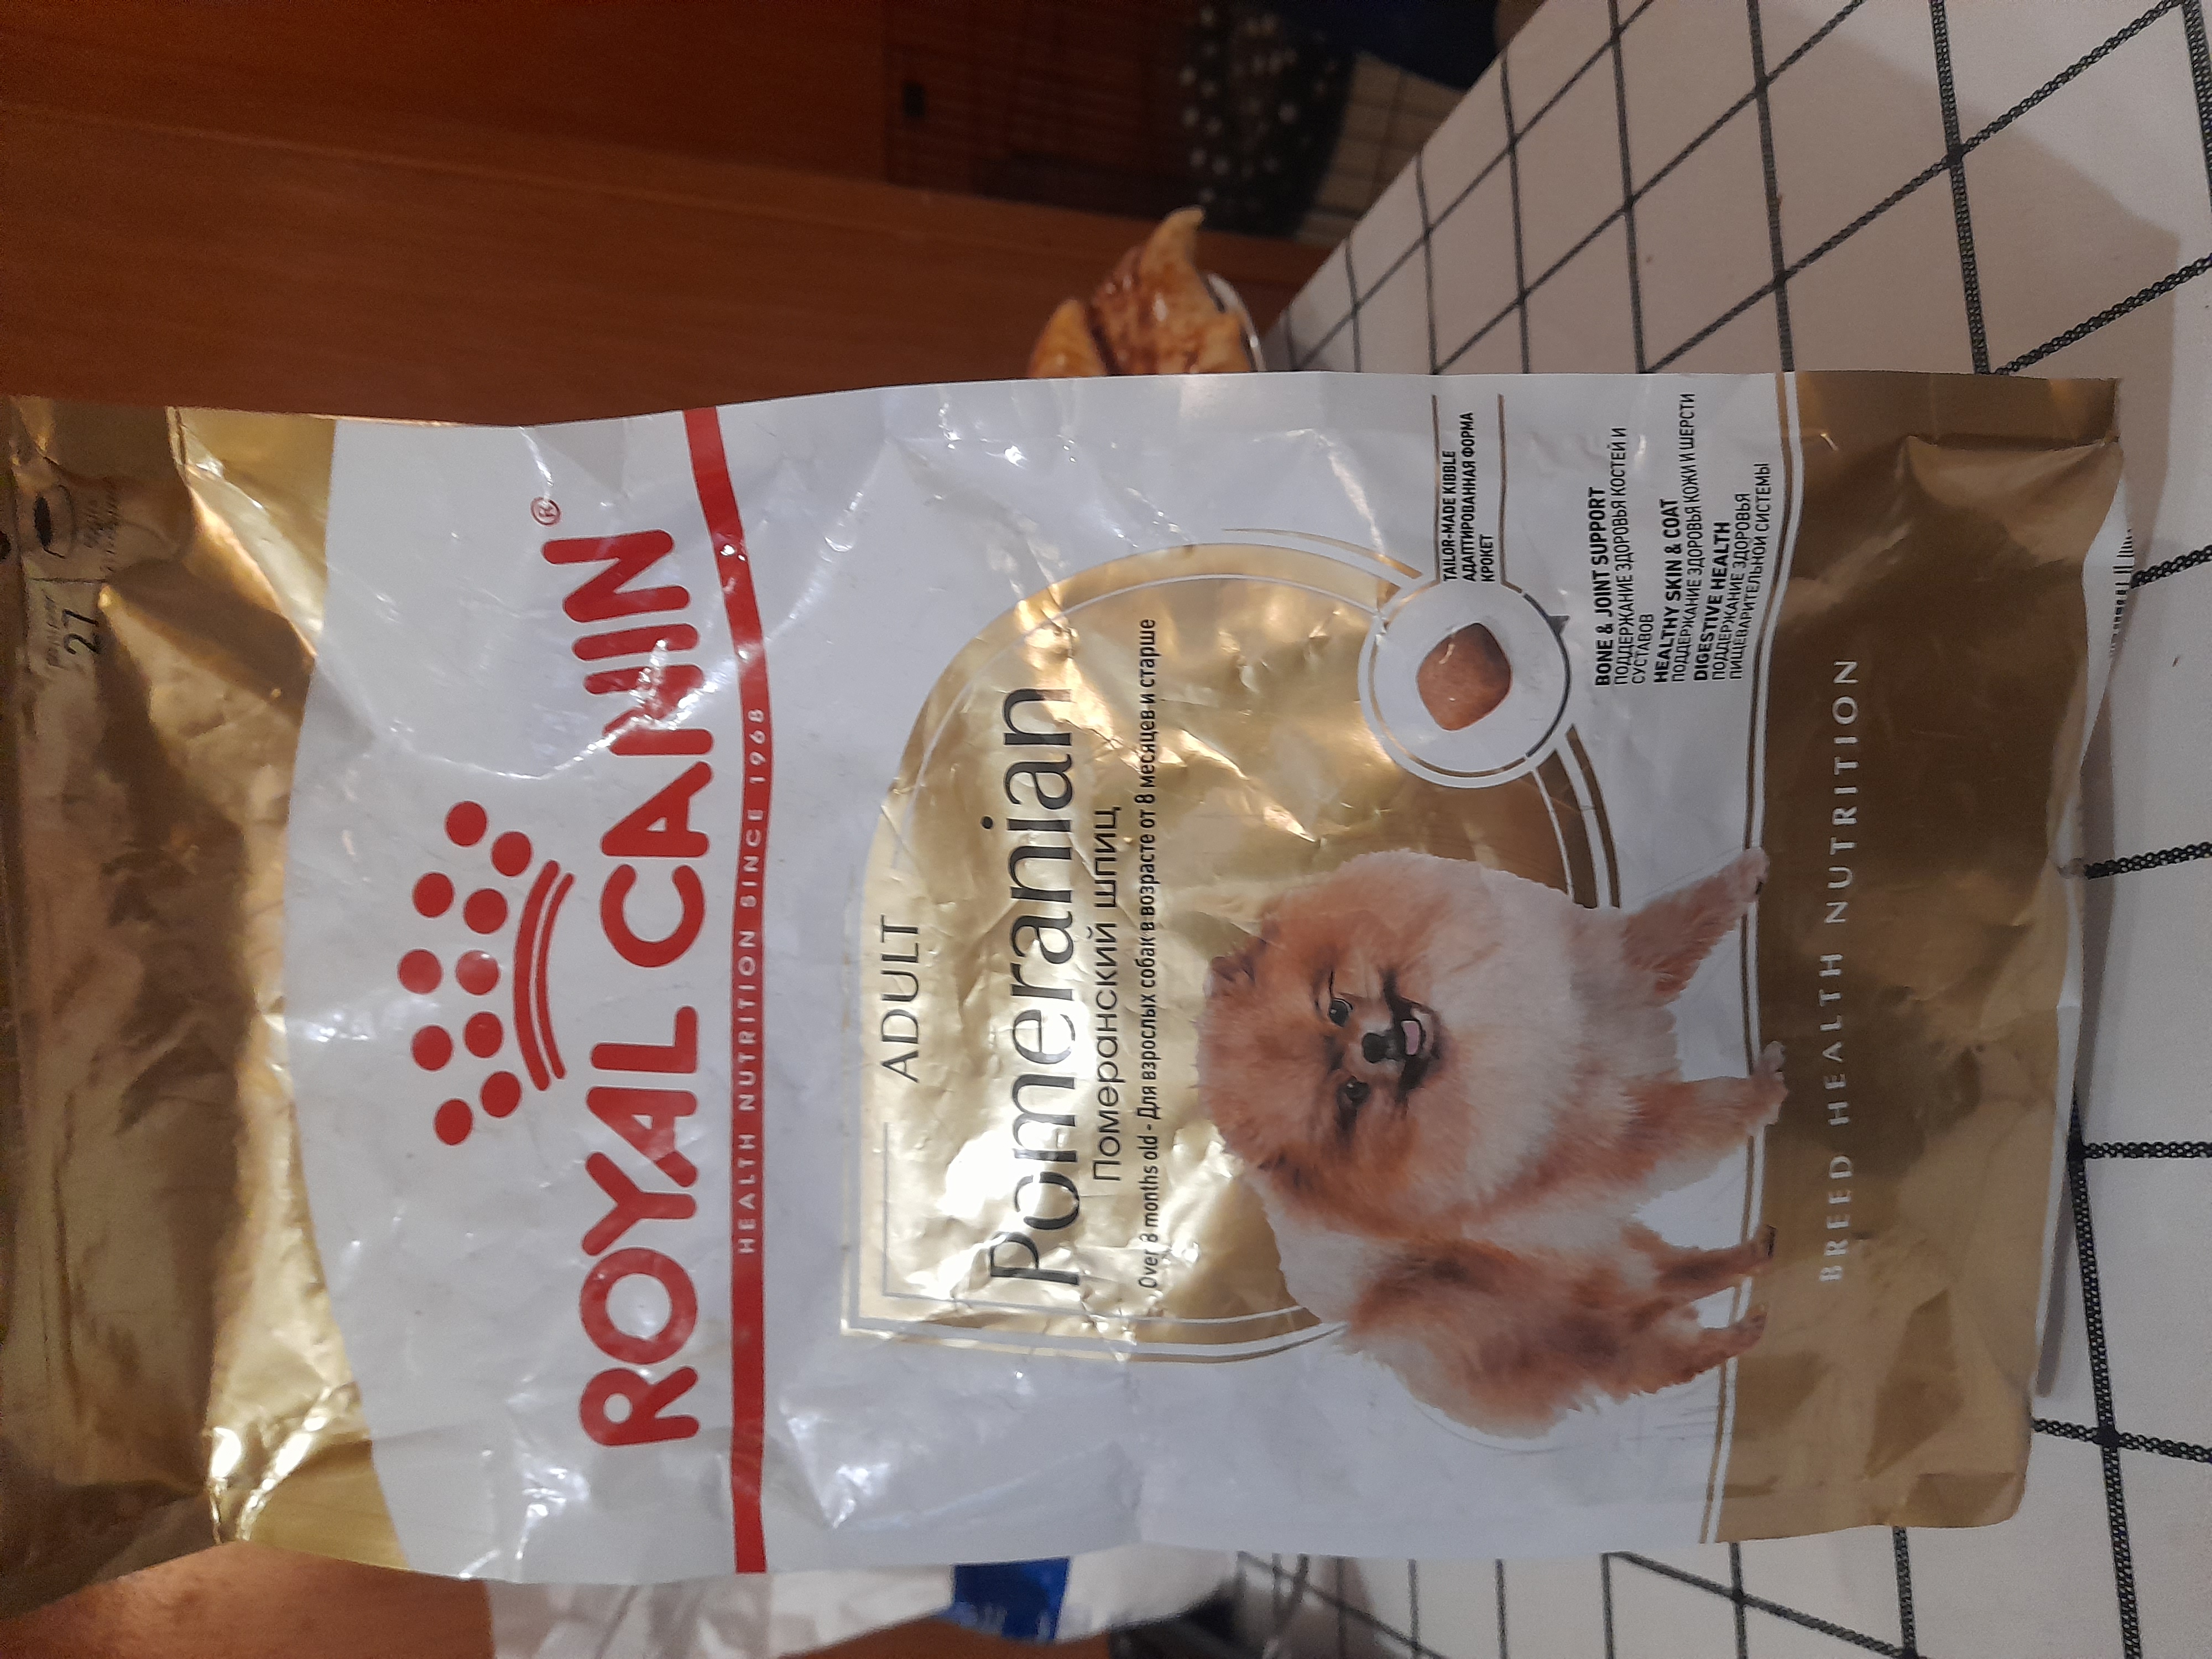 27
ROYAL CANIN®
HEALTH NUTRITION SINCE 1968
ADULT
Pomeranian
Померанский шпиц
Over 8 months old - Для взрослых собак в возрасте от 8 месяцев и старше
TAILOR-MADE KIBBLE
АДАПТИРОВАННАЯ ФОРМА
КРОКЕТ
BONE & JOINT SUPPORT
ПОДДЕРЖАНИЕ ЗДОРОВЬЯ КОСТЕЙ И
СУСТАВОВ
HEALTHY SKIN & COAT
ПОДДЕРЖАНИЕ ЗДОРОВЬЯ КОЖИ И ШЕРСТИ
DIGESTIVE HEALTH
ПОДДЕРЖАНИЕ ЗДОРОВЬЯ
ПИЩЕВАРИТЕЛЬНОЙ СИСТЕМЫ
BREED HEALTH NUTRITION